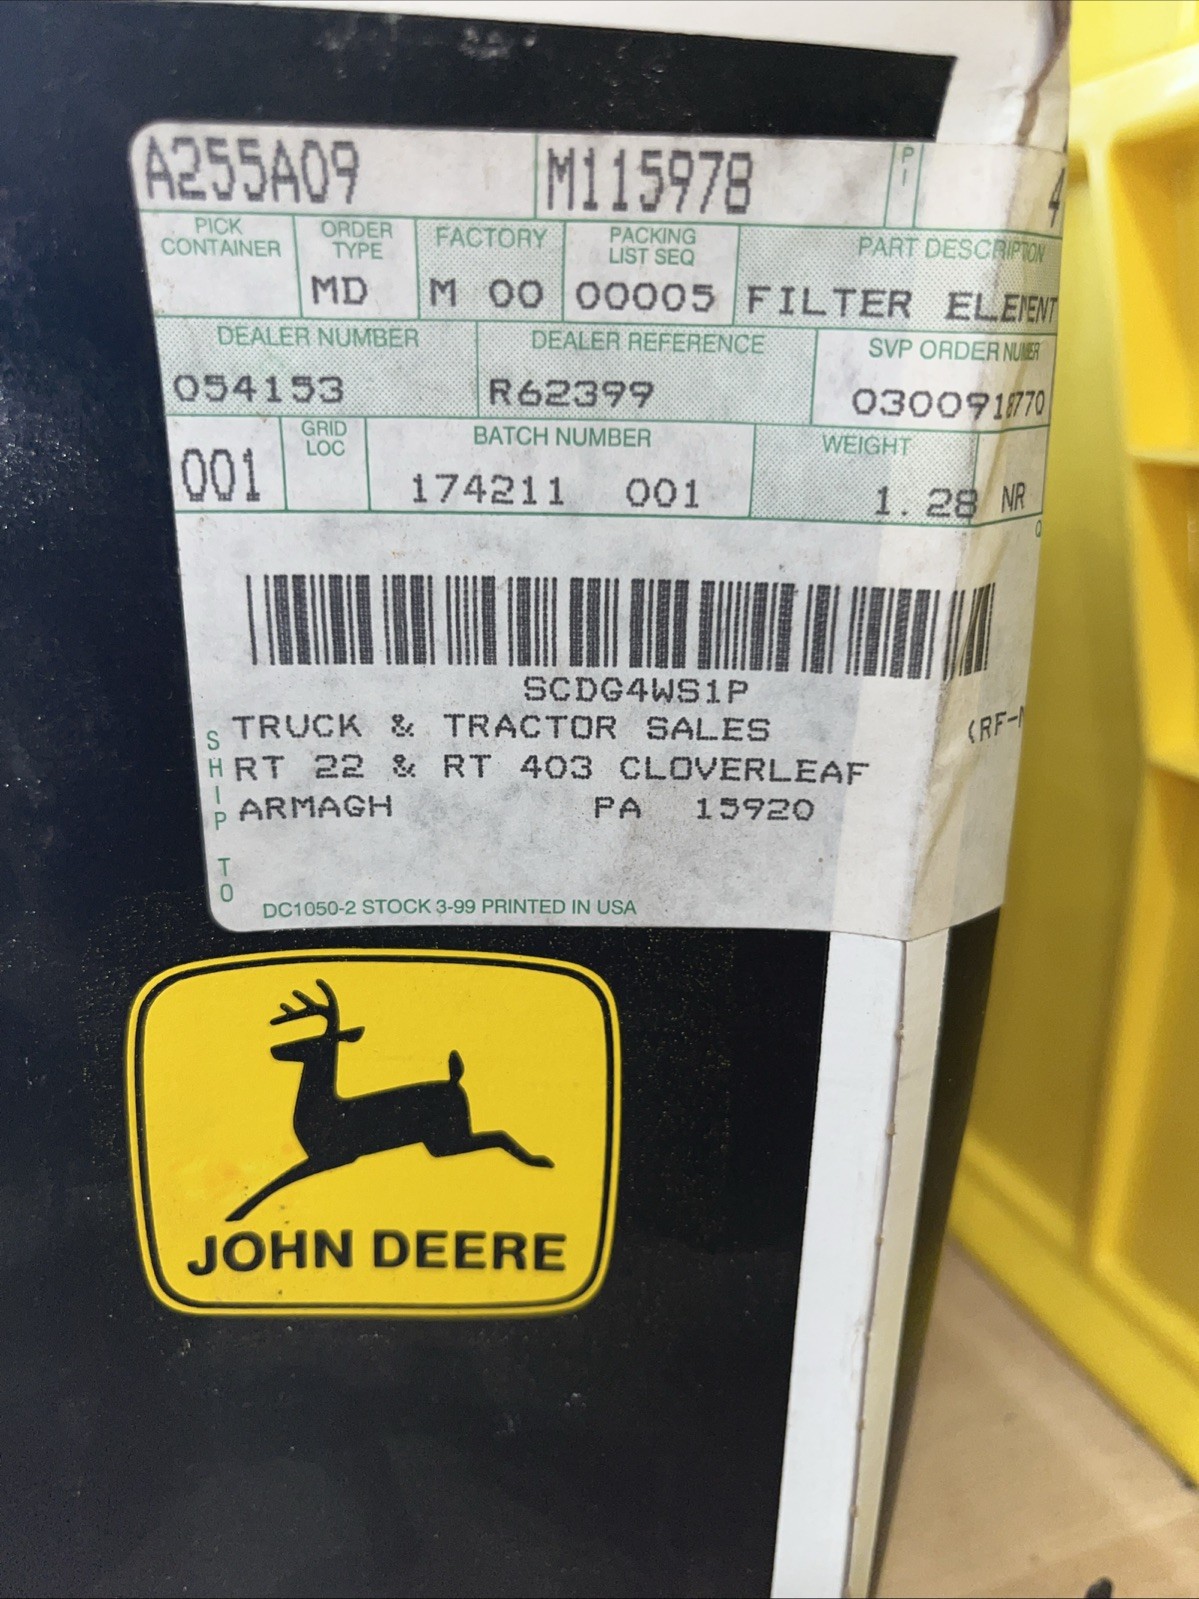 A255A09 M115978 P I 4
PICK CONTAINER
ORDER TYPE MD
FACTORY M 00
PACKING LIST SEQ 00005
PART DESCRIPTION FILTER ELEMENT
DEALER NUMBER 054153
DEALER REFERENCE R62399
SVP ORDER NUMBER 0300918770
001
GRID LOC
BATCH NUMBER 174211 001
WEIGHT 1.28 NR
SCDG4WS1P
SHIP TO
TRUCK & TRACTOR SALES (RF-
RT 22 & RT 403 CLOVERLEAF
ARMAGH PA 15920
DC1050-2 STOCK 3-99 PRINTED IN USA
JOHN DEERE